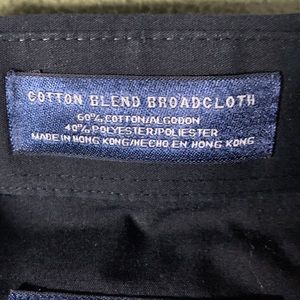 COTTON BLEND BROADCLOTH
60% COTTON/ALGODON
40% POLYESTER/POLIESTER
MADE IN HONG KONG/HECHO EN HONG KONG